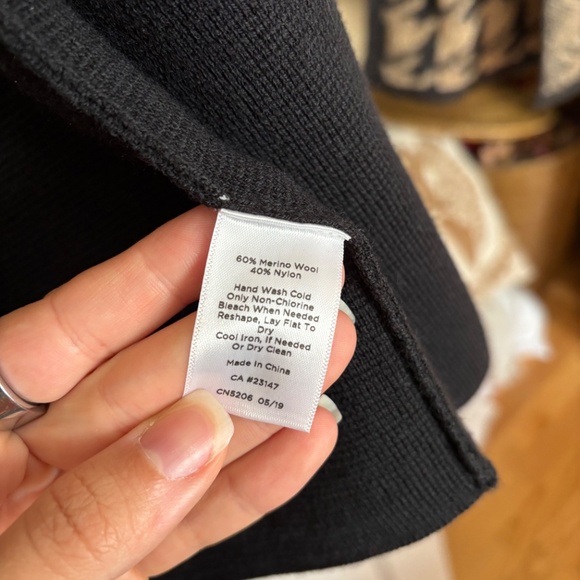 60% Merino Wool
40% Nylon
Hand Wash Cold
Only Non-Chlorine
Bleach When Needed
Reshape, Lay Flat To
Dry
Cool Iron, If Needed
Or Dry Clean
Made In China
CA #23147
CN5206 05/19